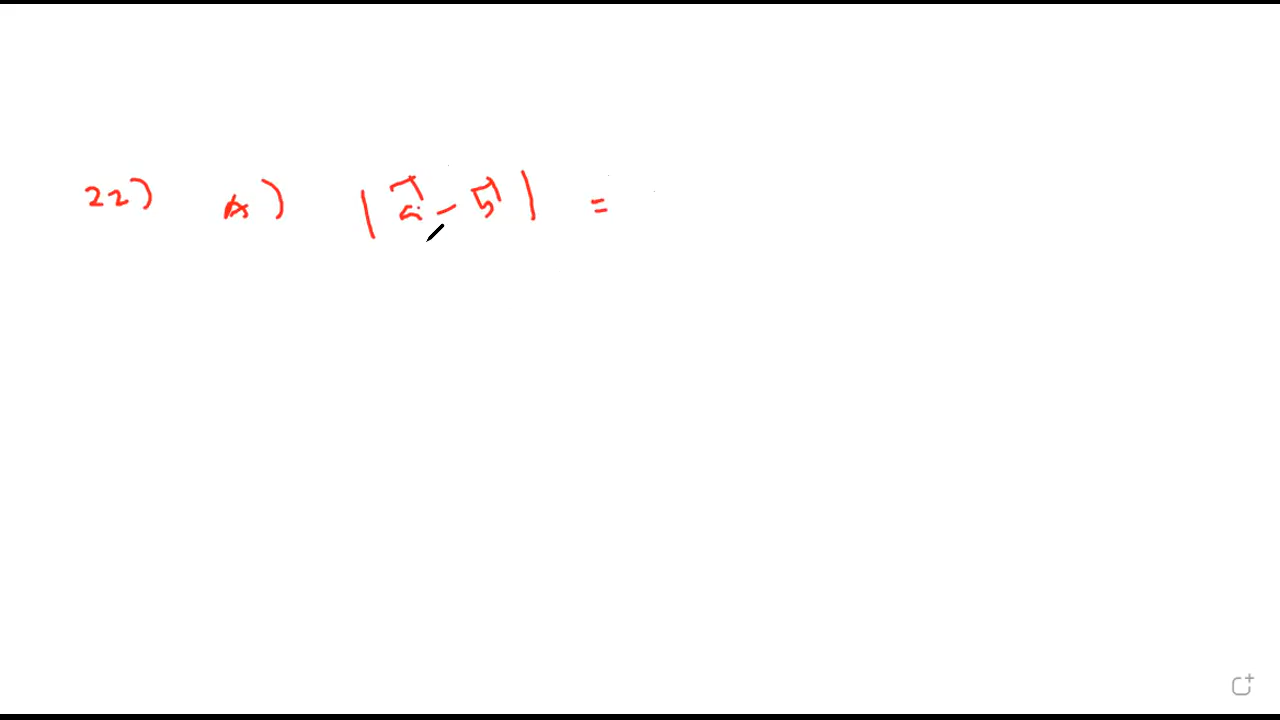 22) A) |a⃗ - b⃗| =